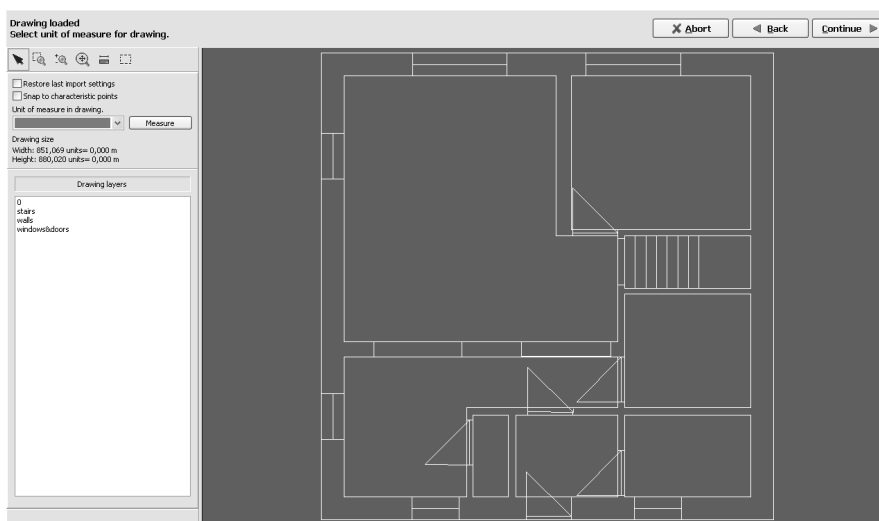 Drawing loaded
Select unit of measure for drawing.
Abort
Back
Continue
Restore last import settings
Snap to characteristic points
Unit of measure in drawing.
Measure
Drawing size
Width: 851,069 units= 0,000 m
Height: 880,020 units= 0,000 m
Drawing layers
0
stairs
walls
windows&doors